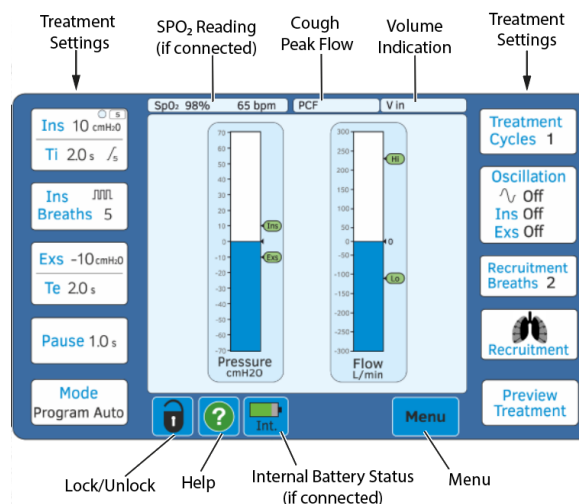 Treatment
Settings
SPO₂ Reading
(if connected)
Cough
Peak Flow
Volume
Indication
Treatment
Settings
SpO₂ 98% 65 bpm
PCF
V in
Ins 10 cmH₂0
S
Ti 2.0 s
s
Ins
Breaths 5
Exs -10 cmH₂0
Te 2.0 s
Pause 1.0 s
Mode
Program Auto
70
60
50
40
30
20
10
0
-10
-20
-30
-40
-50
-60
-70
Ins
Exs
Pressure
cmH2O
300
250
200
150
100
50
0
-50
-100
-150
-200
-250
-300
Hi
0
Lo
Flow
L/min
Treatment
Cycles 1
Oscillation
Off
Ins Off
Exs Off
Recruitment
Breaths 2
Recruitment
Preview
Treatment
?
Int.
Menu
Lock/Unlock
Help
Internal Battery Status
(if connected)
Menu